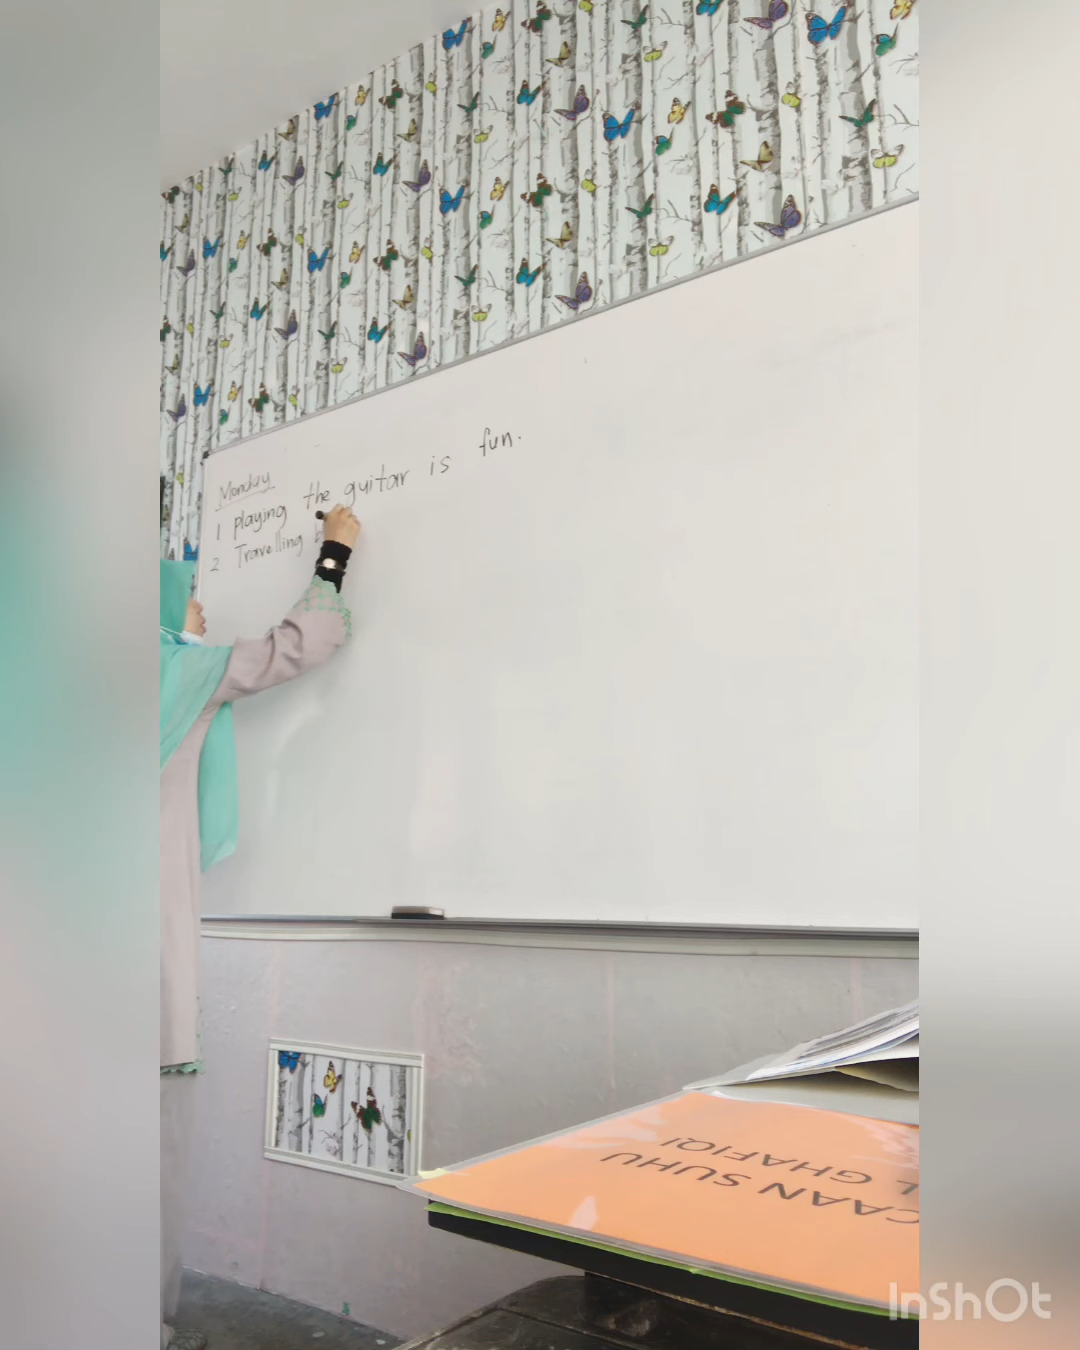 Monday
1 playing the guitar is fun.
2 Travelling b
CAAN SUHU
L GHAFIQI
InShOt